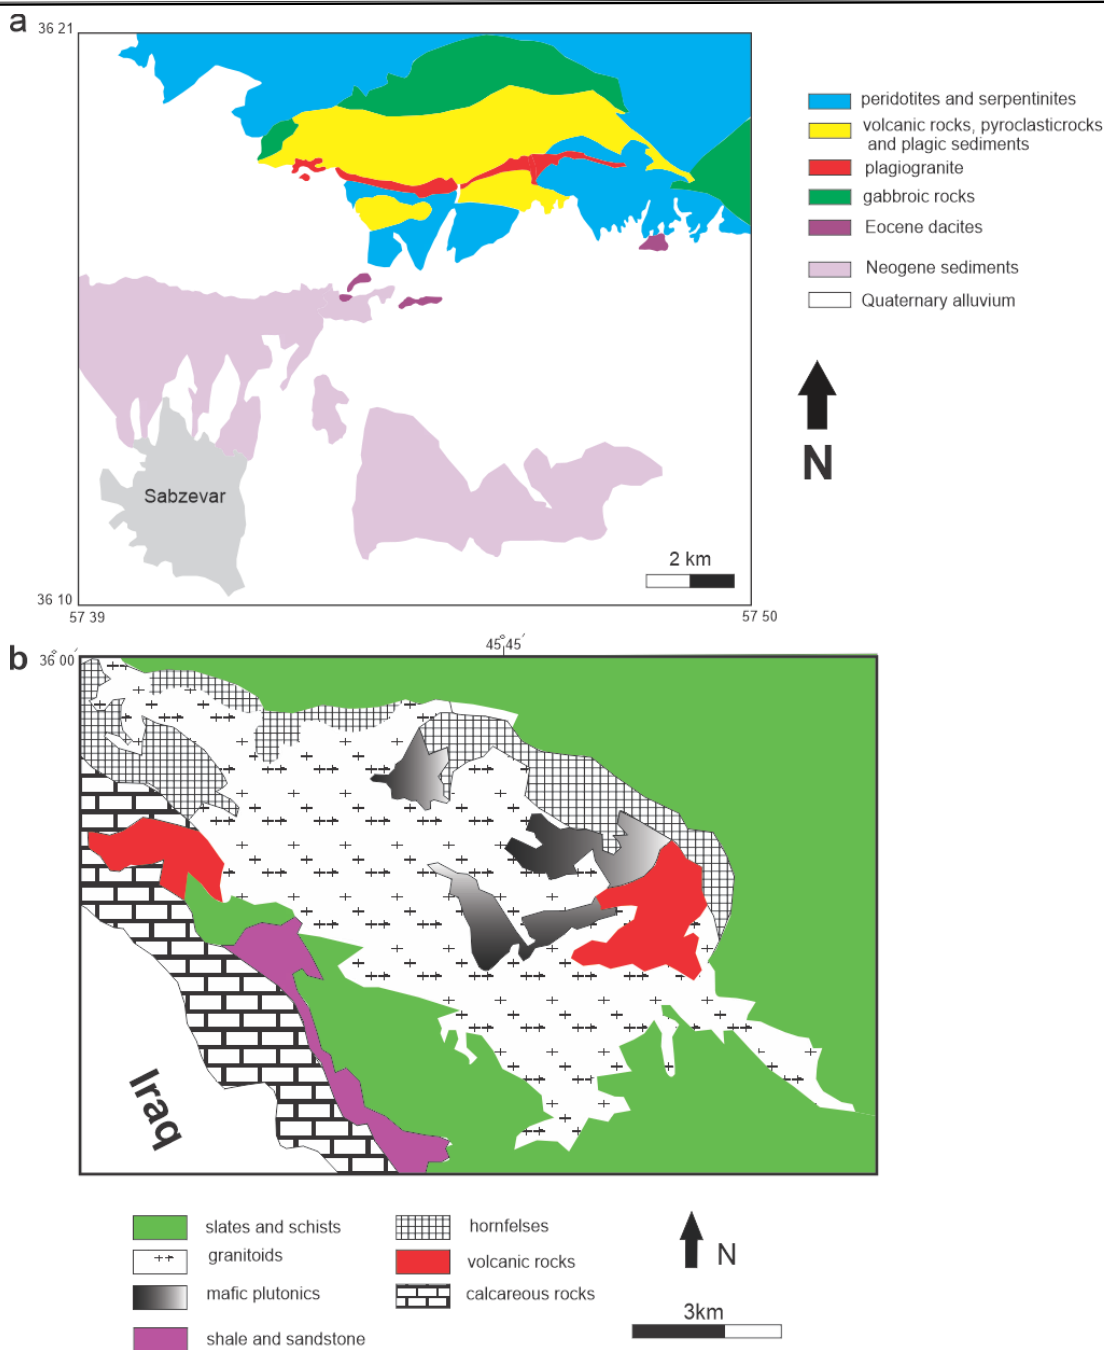 a
36 21
peridotites and serpentinites
volcanic rocks, pyroclasticrocks
and plagic sediments
plagiogranite
gabbroic rocks
Eocene dacites
Neogene sediments
Quaternary alluvium
N
Sabzevar
2 km
36 10
57 39
57 50
b
36°00′
45°45′
Iraq
slates and schists
hornfelses
granitoids
volcanic rocks
mafic plutonics
calcareous rocks
shale and sandstone
N
3km